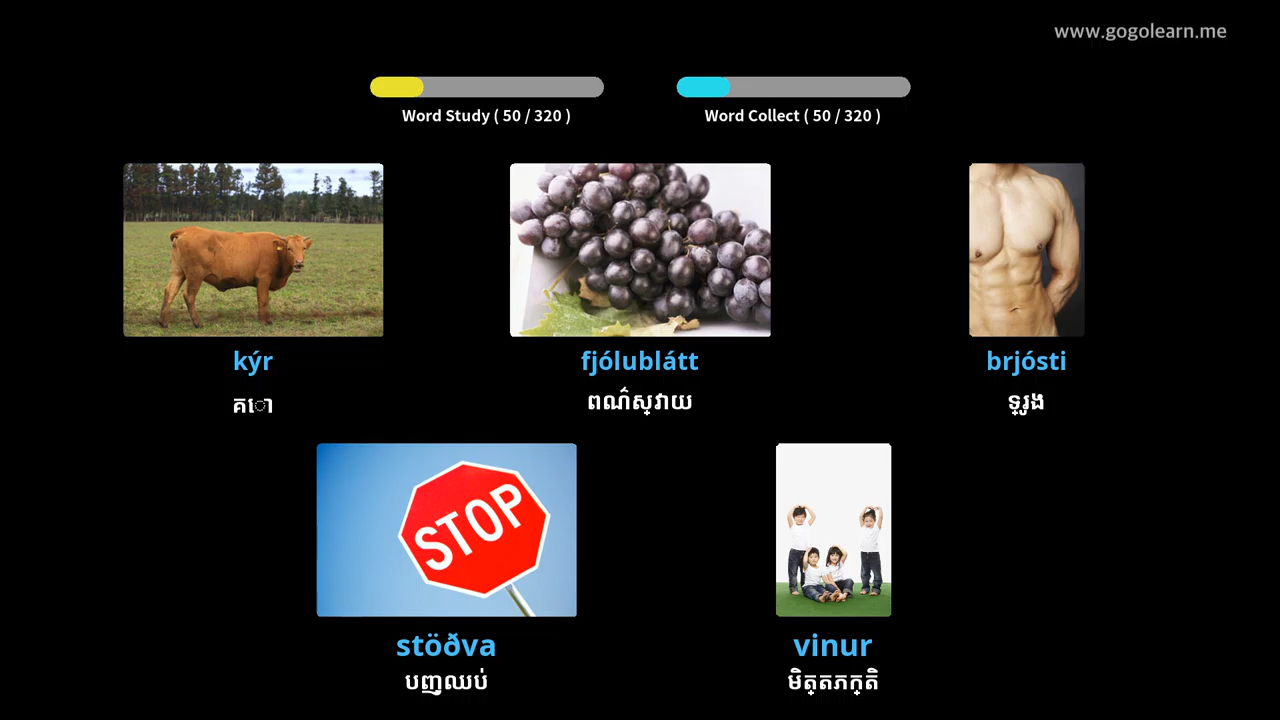 www.gogolearn.me
Word Study ( 50 / 320 )
Word Collect ( 50 / 320 )
kýr
គោ
fjólublátt
ពណ៌ស្វាយ
brjósti
ទ្រូង
STOP
stöðva
បញ្ឈប់
vinur
មិត្តភក្តិ